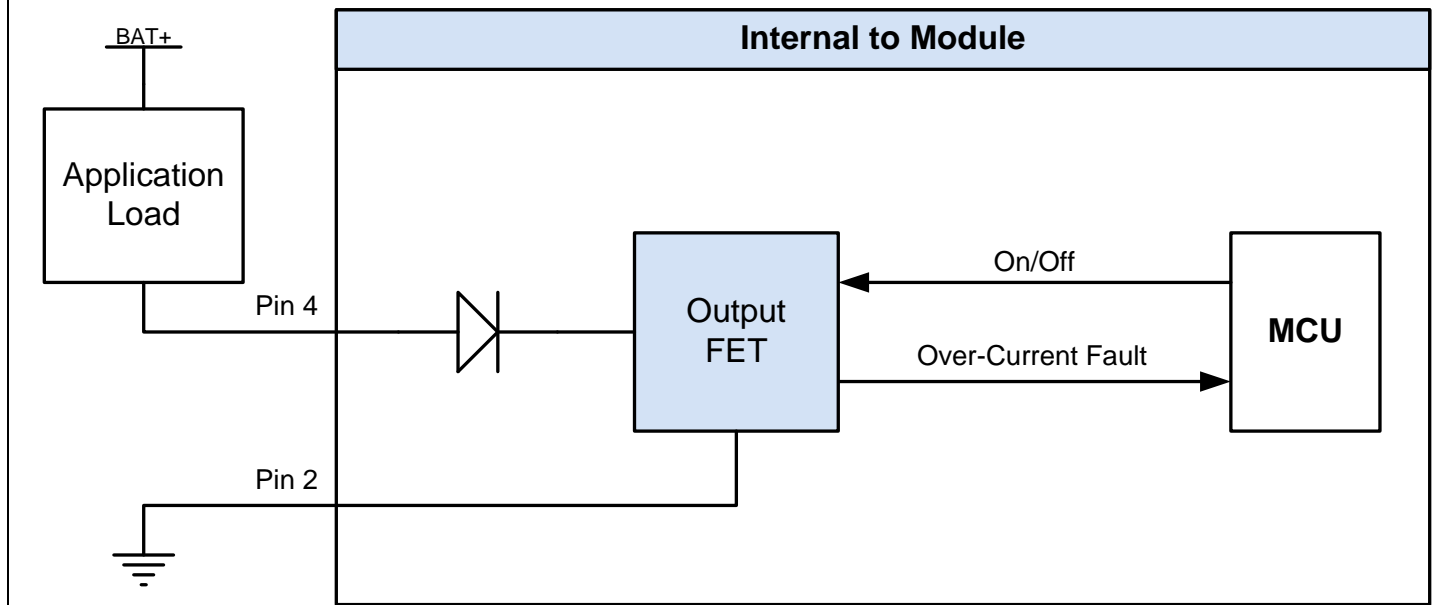 Internal to Module
BAT+
Application
Load
Pin 4
Output
FET
On/Off
Over-Current Fault
MCU
Pin 2